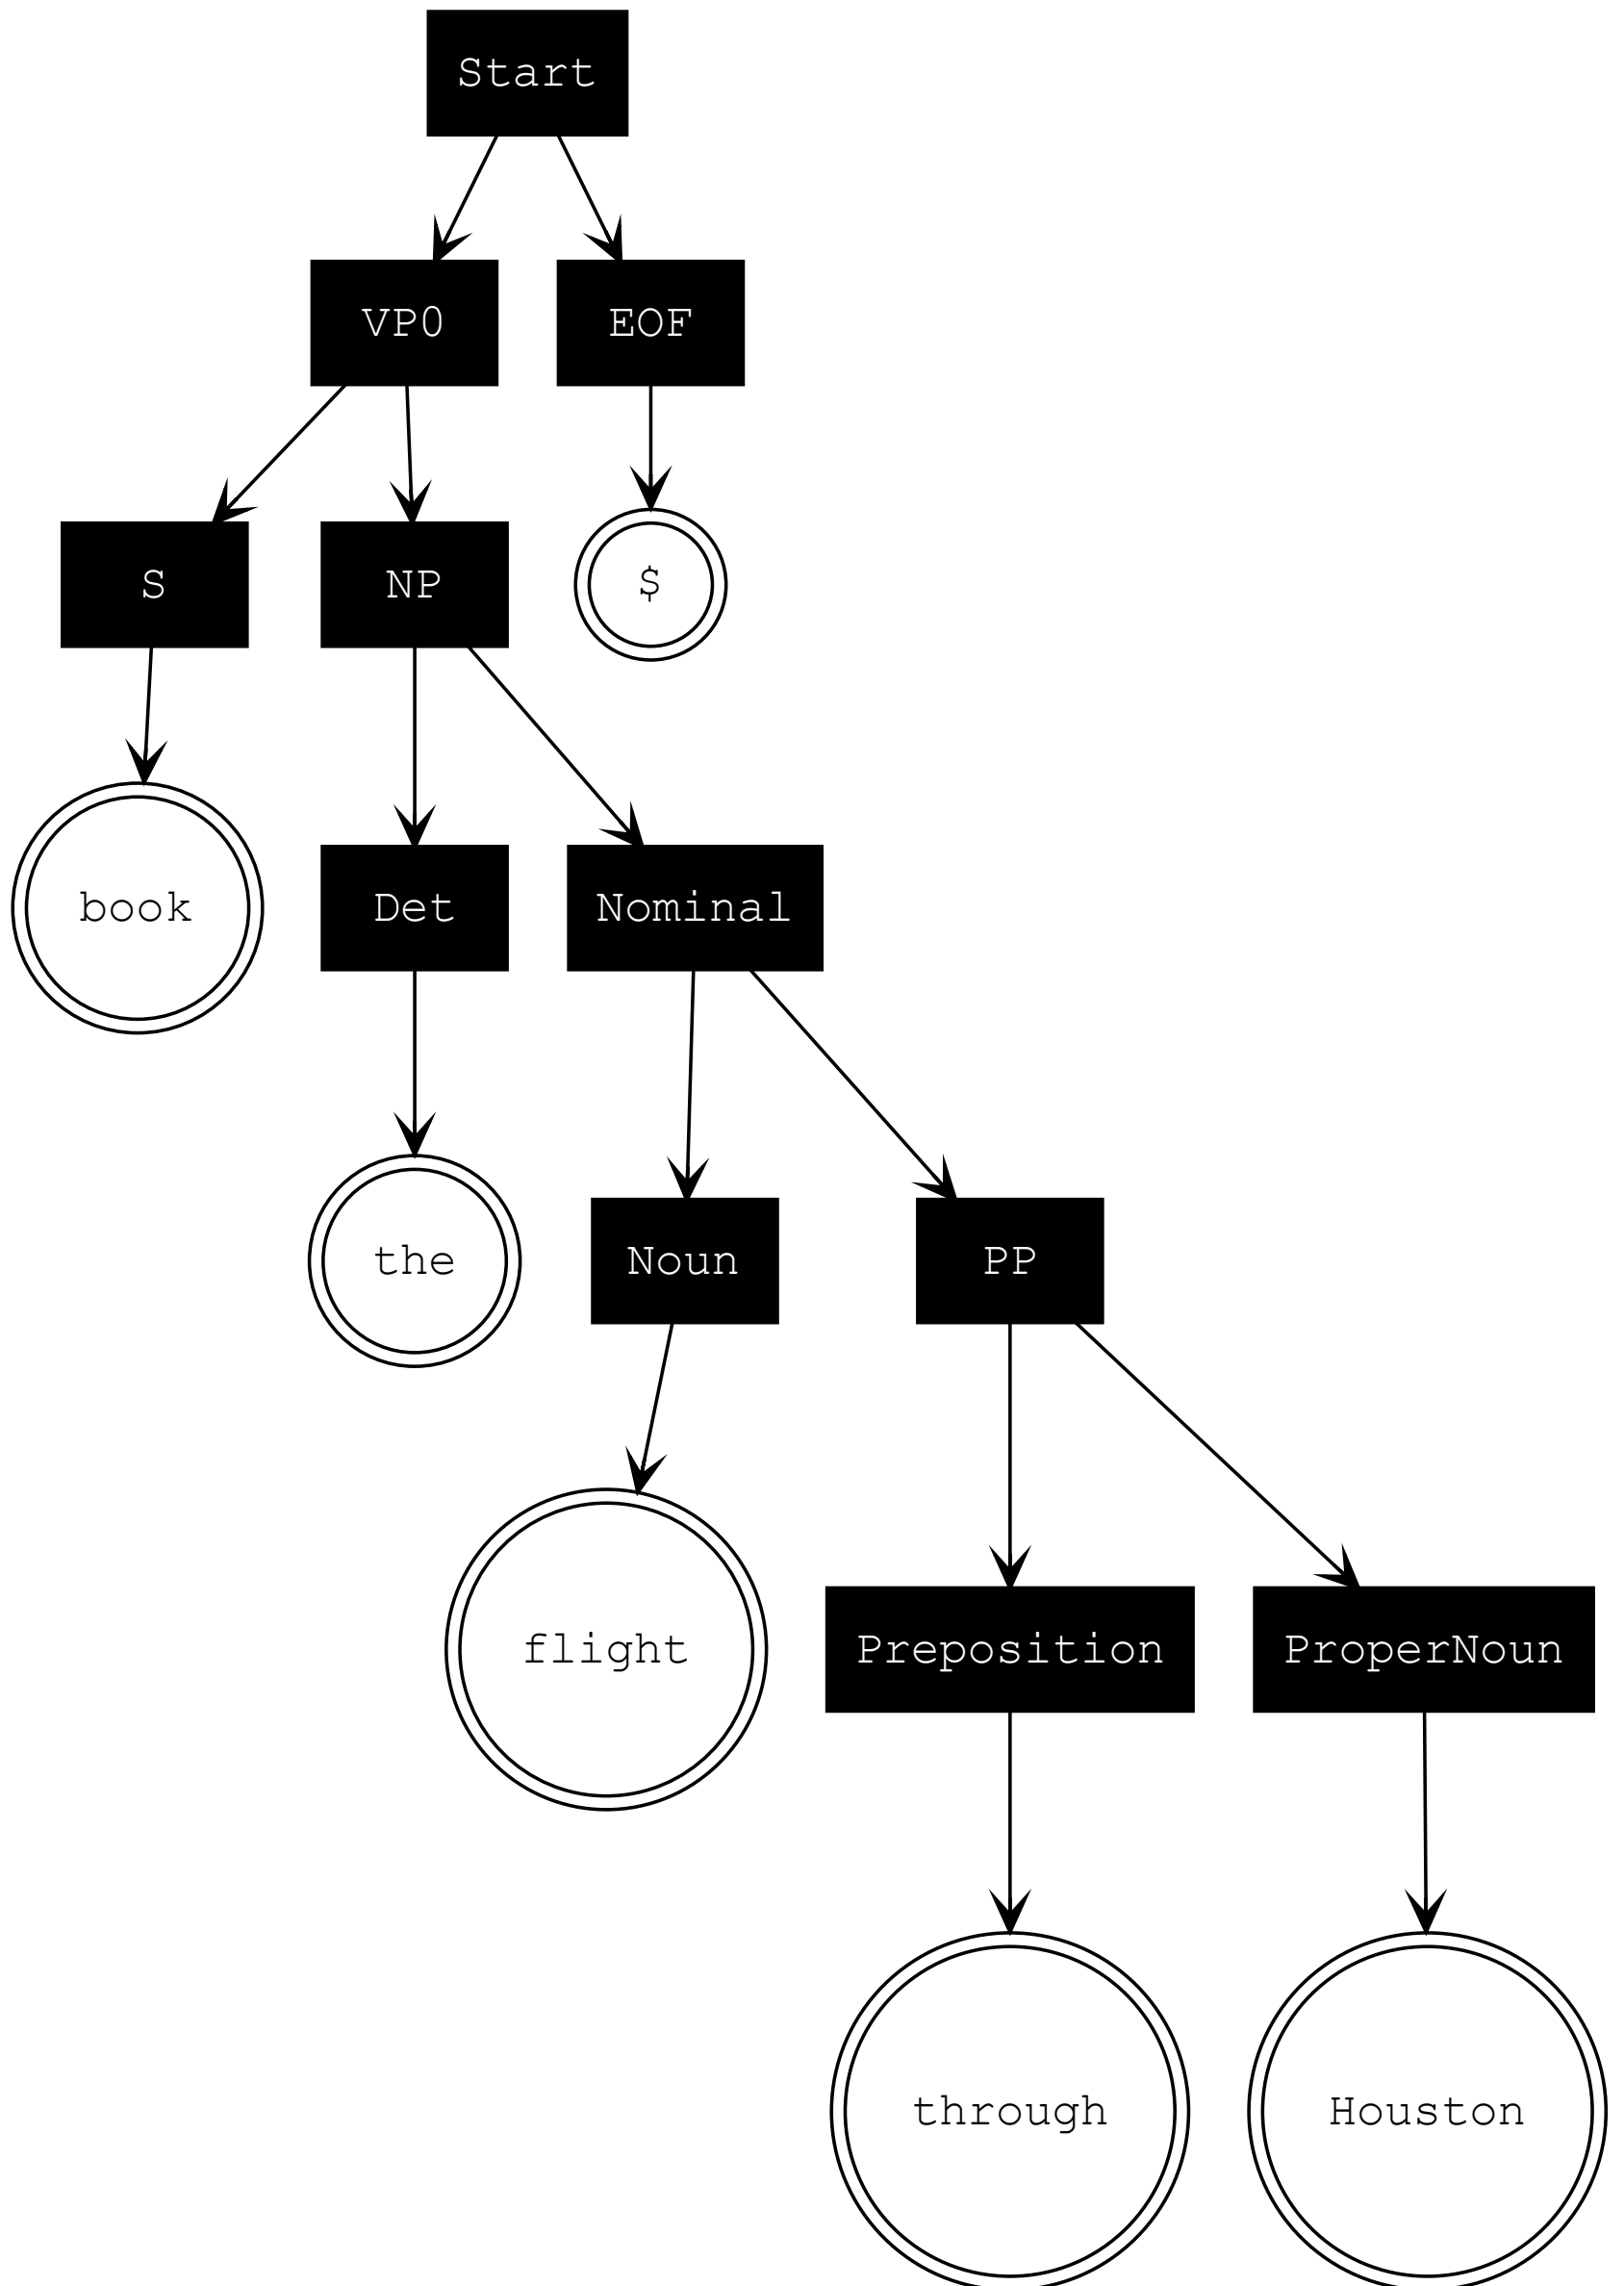 Start
VP0 EOF
S NP $
book Det Nominal
the Noun PP
flight Preposition ProperNoun
through Houston